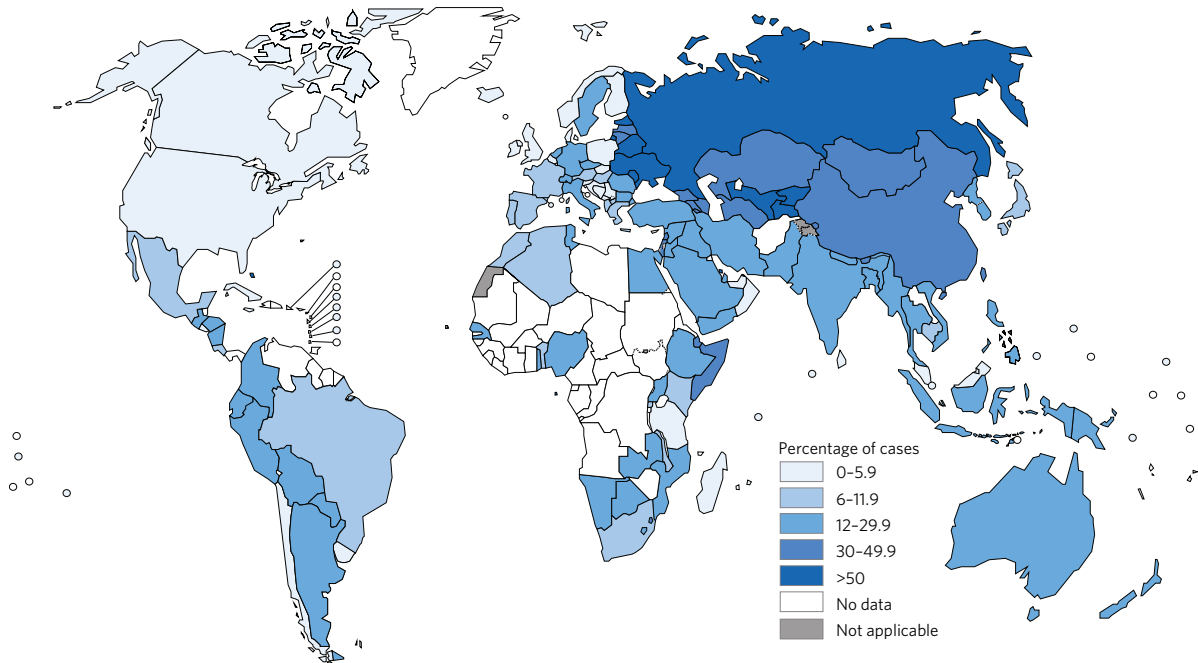 Percentage of cases
0–5.9
6–11.9
12–29.9
30–49.9
>50
No data
Not applicable